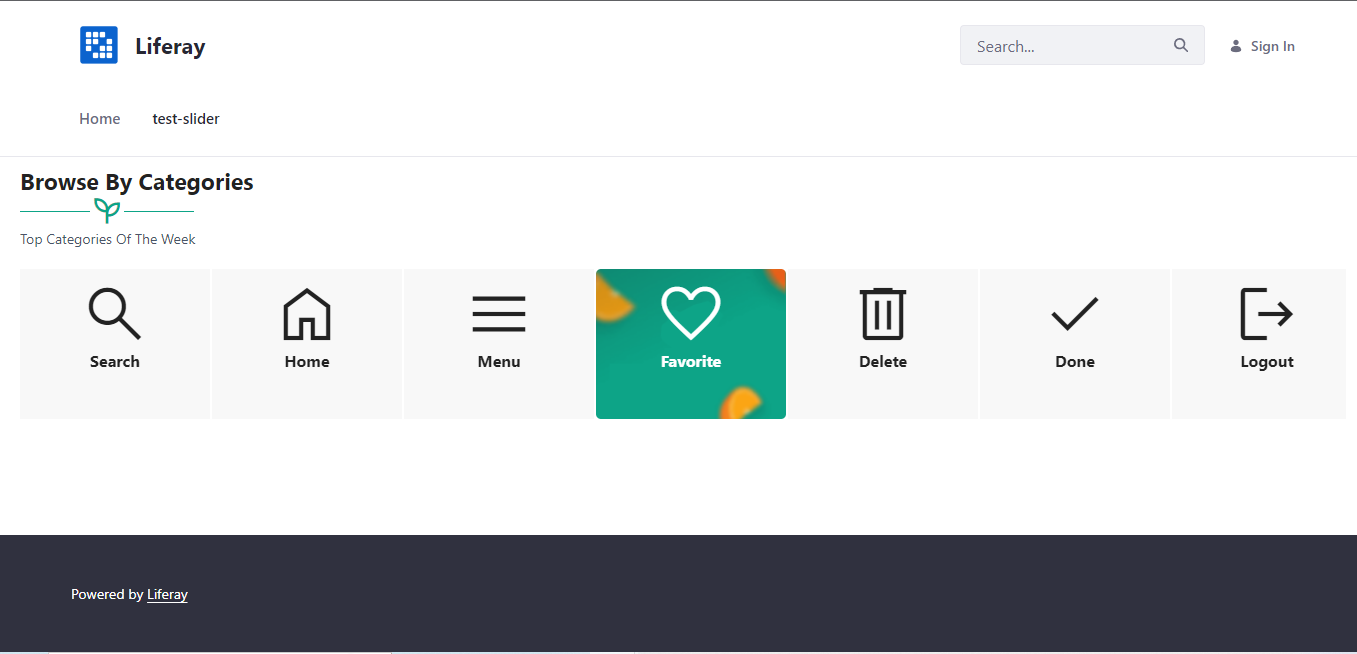 Liferay
Search...
Sign In
Home
test-slider
Browse By Categories
Top Categories Of The Week
Search
Home
Menu
Favorite
Delete
Done
Logout
Powered by Liferay